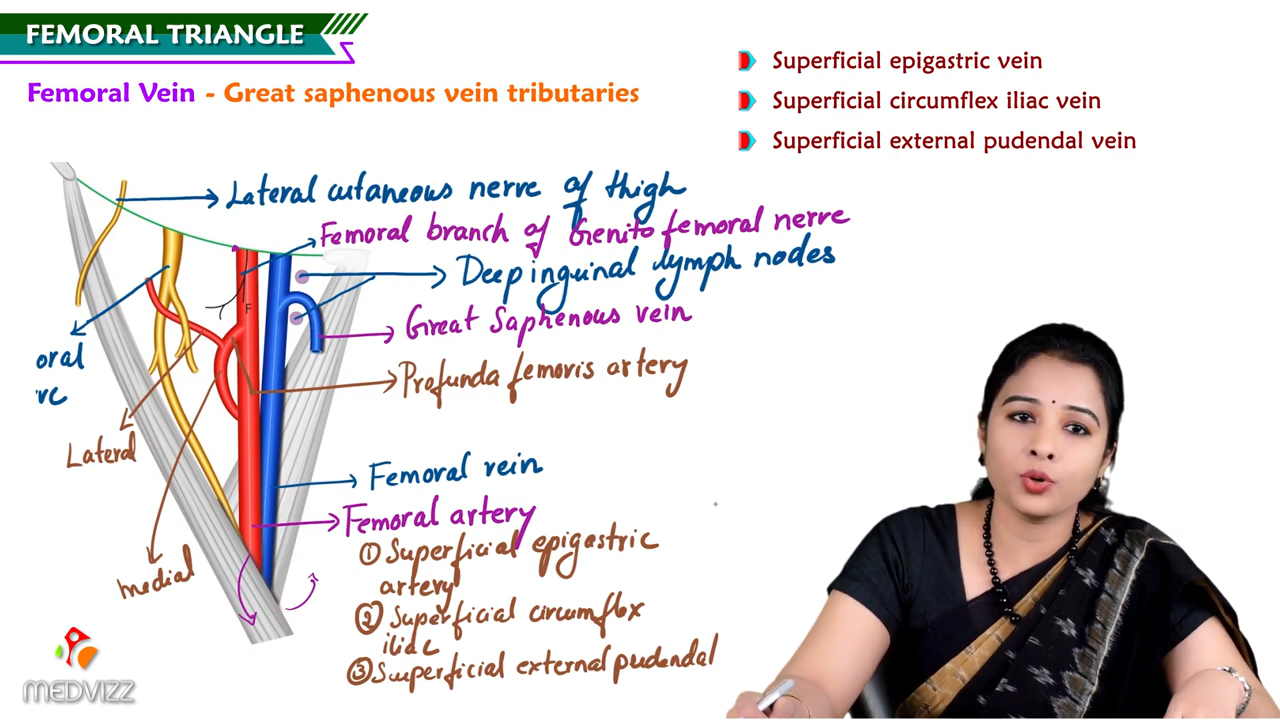 FEMORAL TRIANGLE
Femoral Vein - Great saphenous vein tributaries
Superficial epigastric vein
Superficial circumflex iliac vein
Superficial external pudendal vein
Lateral cutaneous nerve of thigh
Femoral branch of Genito femoral nerve
Deep inguinal lymph nodes
F
Great Saphenous vein
oral
Profunda femoris artery
Lateral
Femoral vein
Femoral artery
① Superficial epigastric
artery
medial
② Superficial circumflex
iliac
③ Superficial external pudendal
MEDVIZZ